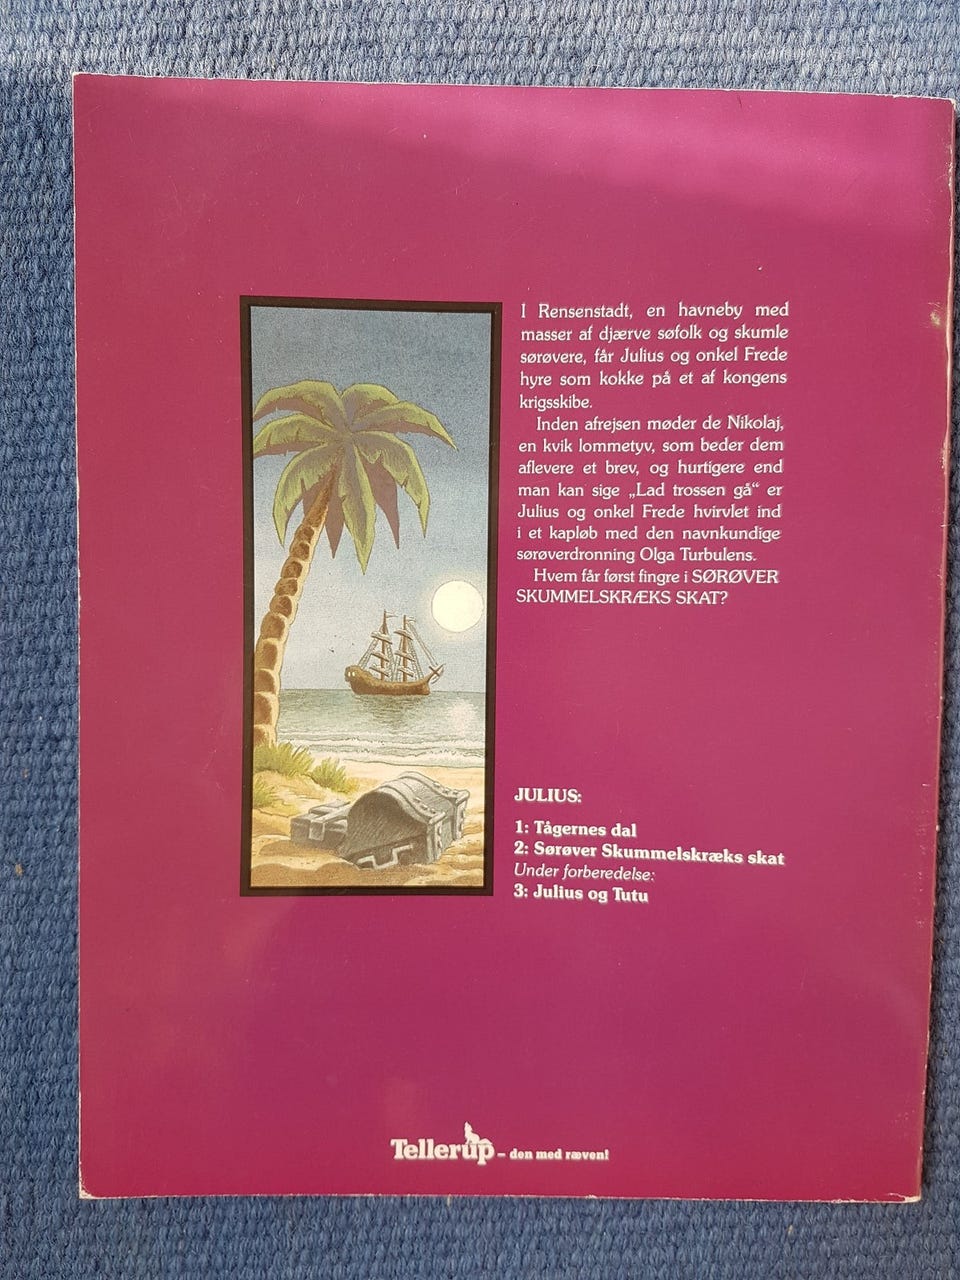 I Rensenstadt, en havneby med
masser af djærve søfolk og skumle
sørøvere, får Julius og onkel Frede
hyre som kokke på et af kongens
krigsskibe.
Inden afrejsen møder de Nikolaj,
en kvik lommetyv, som beder dem
aflevere et brev, og hurtigere end
man kan sige „Lad trossen gå“ er
Julius og onkel Frede hvirvlet ind
i et kapløb med den navnkundige
sørøverdronning Olga Turbulens.
Hvem får først fingre i SØRØVER
SKUMMELSKRÆKS SKAT?
JULIUS:
1: Tågernes dal
2: Sørøver Skummelskræks skat
Under forberedelse:
3: Julius og Tutu
Tellerup – den med ræven!